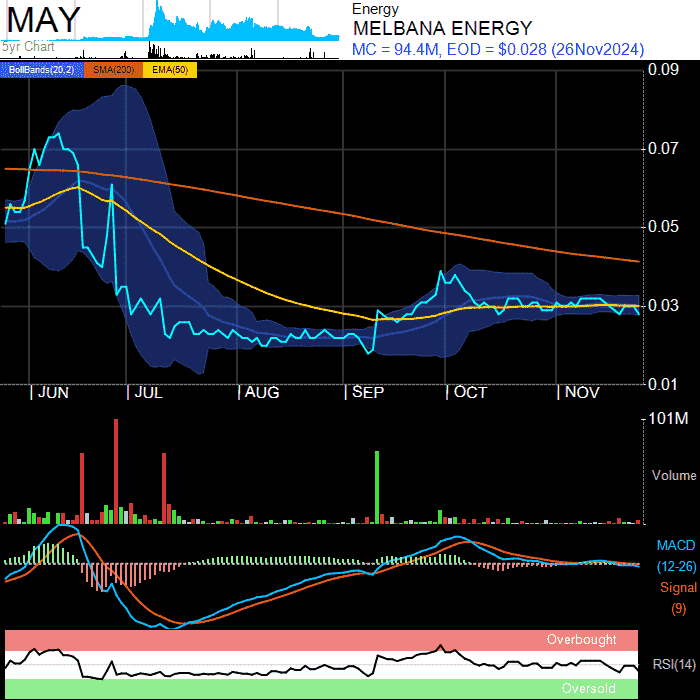 MAY
5yr Chart
Energy
MELBANA ENERGY
MC = 94.4M, EOD = $0.028 (26Nov2024)
BollBands(20,2) SMA(200) EMA(50)
0.09
0.07
0.05
0.03
0.01
JUN JUL AUG SEP OCT NOV
101M
Volume
MACD
(12-26)
Signal
(9)
Overbought
RSI(14)
Oversold